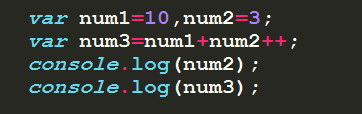 var num1=10,num2=3;
var num3=num1+num2++;
console.log(num2);
console.log(num3);